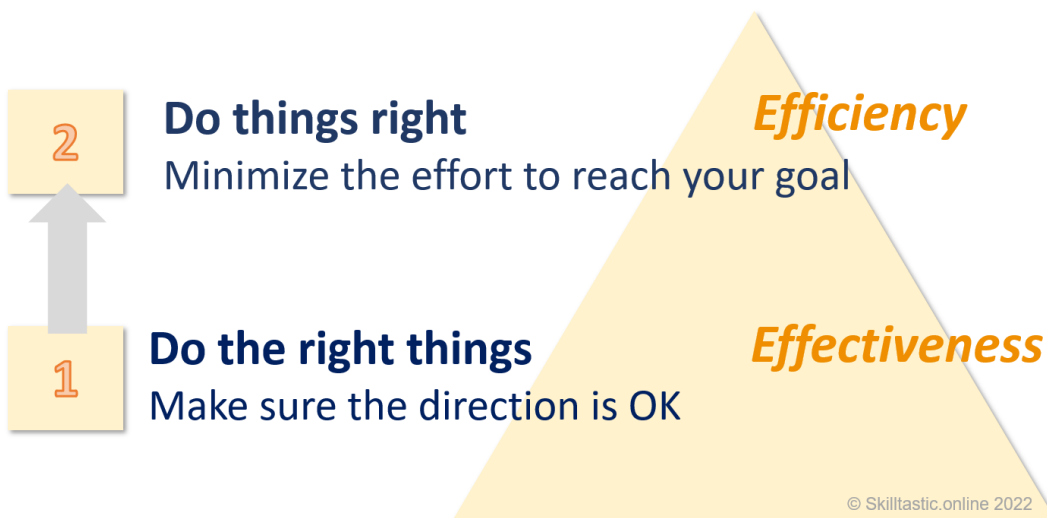 2
Do things right
Efficiency
Minimize the effort to reach your goal
1
Do the right things
Effectiveness
Make sure the direction is OK
© Skilltastic.online 2022